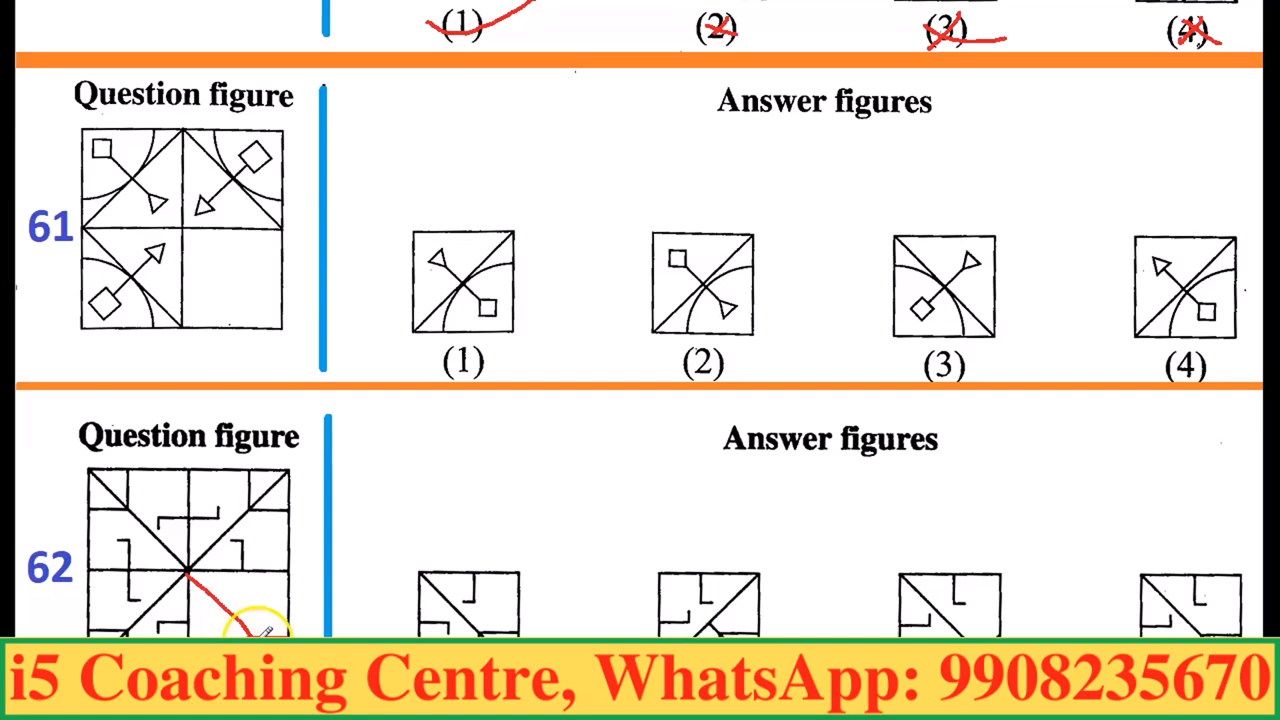 (1) (2) (3) (4)
Question figure
Answer figures
61
(1) (2) (3) (4)
Question figure
Answer figures
62
i5 Coaching Centre, WhatsApp: 9908235670